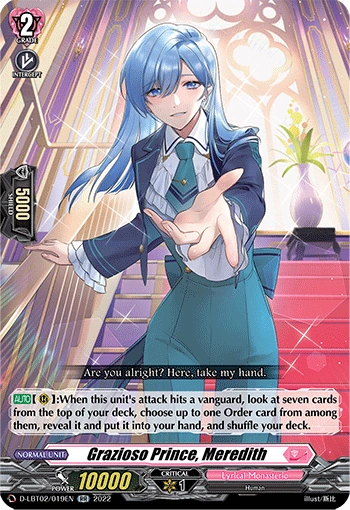 2
GRADE
INTERCEPT
5000
SHIELD
Are you alright? Here, take my hand.
AUTO【 】:When this unit's attack hits a vanguard, look at seven cards
from the top of your deck, choose up to one Order card from among
them, reveal it and put it into your hand, and shuffle your deck.
NORMAL UNIT
Grazioso Prince, Meredith
POWER 10000
CRITICAL
1
Lyrical Monasterio
Human
D-LBT02/019EN RR 2022
illust/斯比